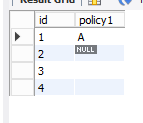 Result Grid
id policy1
1 A
2 NULL
3
4